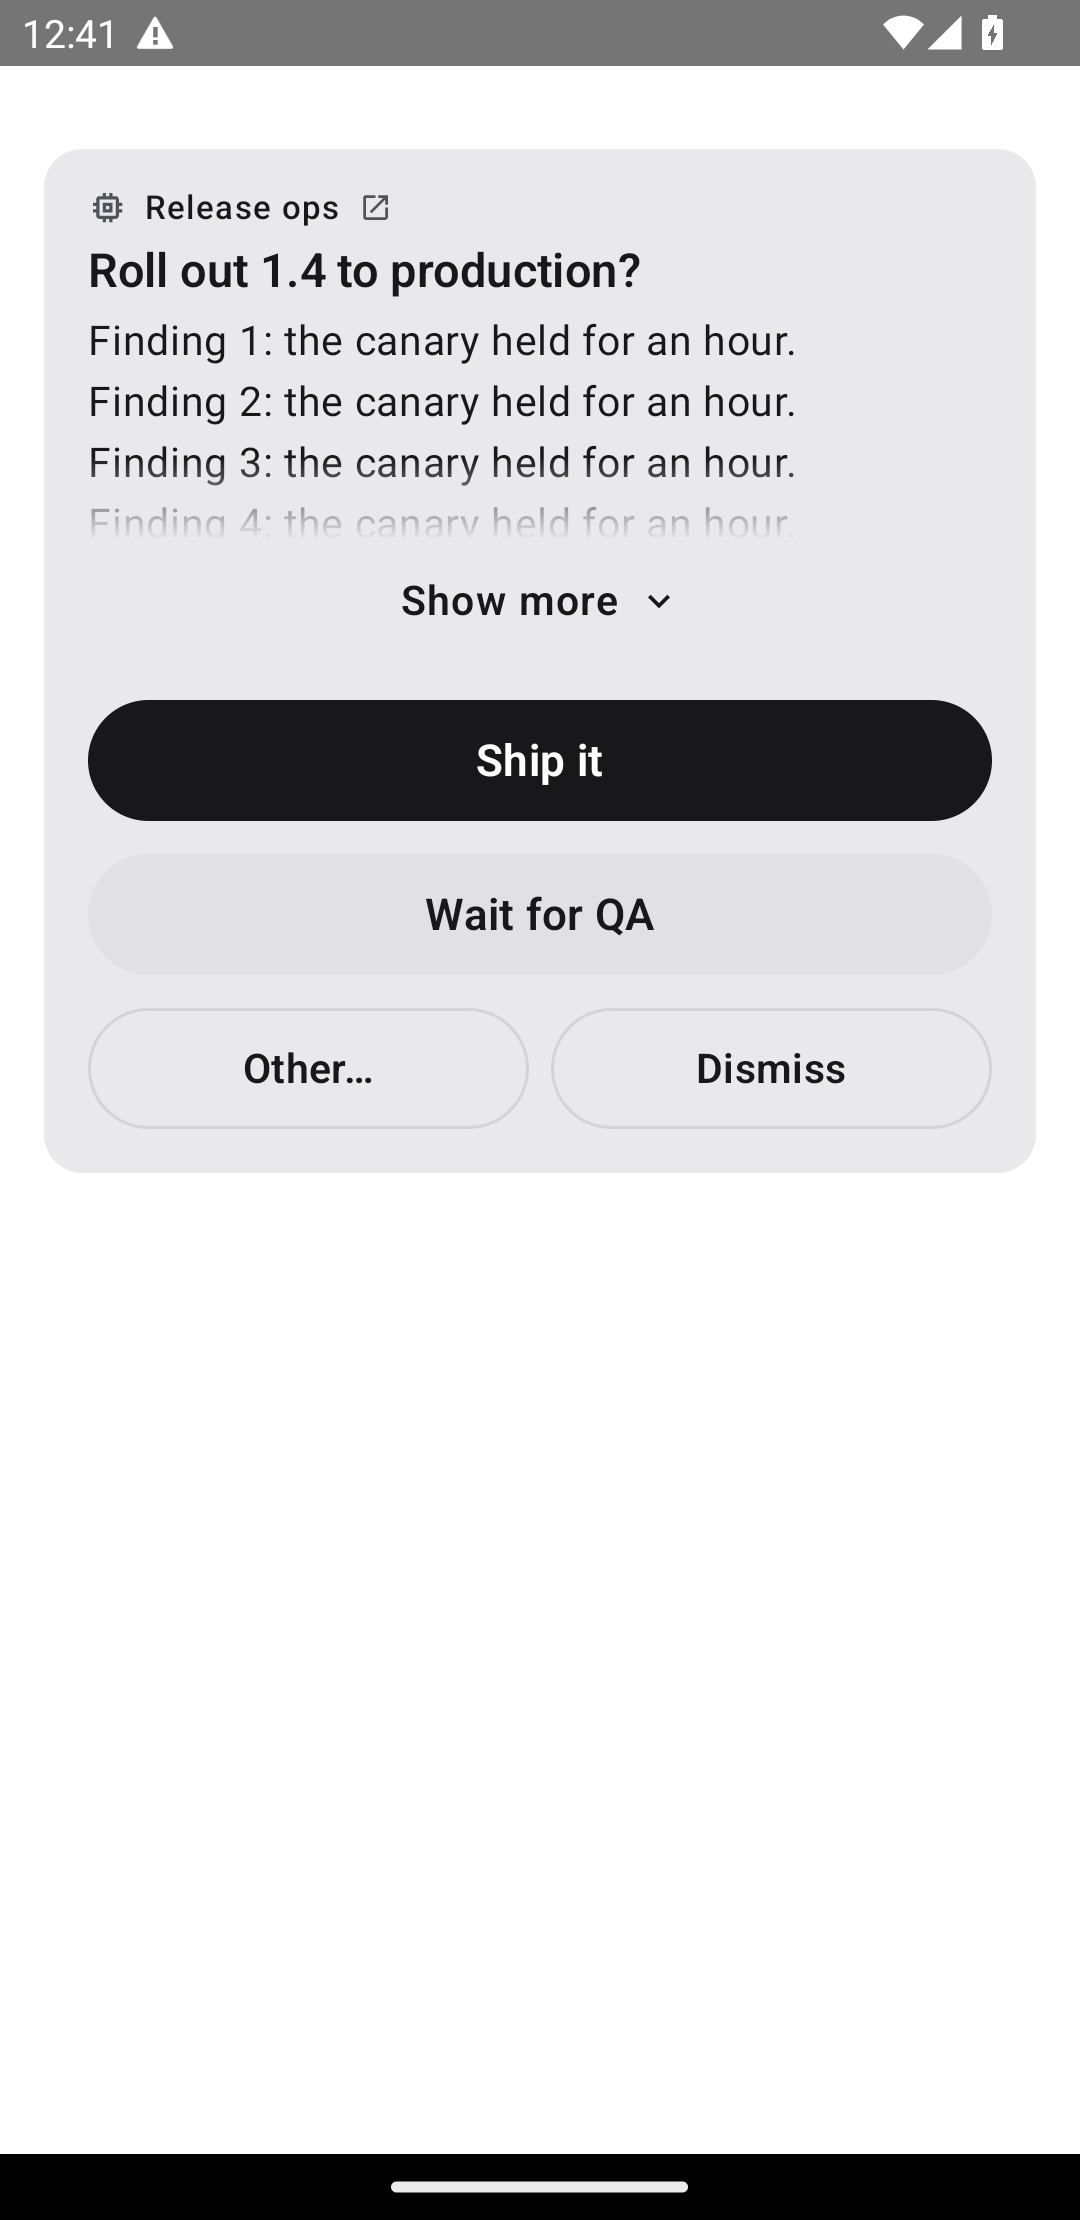 12:41
Release ops
Roll out 1.4 to production?
Finding 1: the canary held for an hour.
Finding 2: the canary held for an hour.
Finding 3: the canary held for an hour.
Finding 4: the canary held for an hour.
Show more
Ship it
Wait for QA
Other…
Dismiss